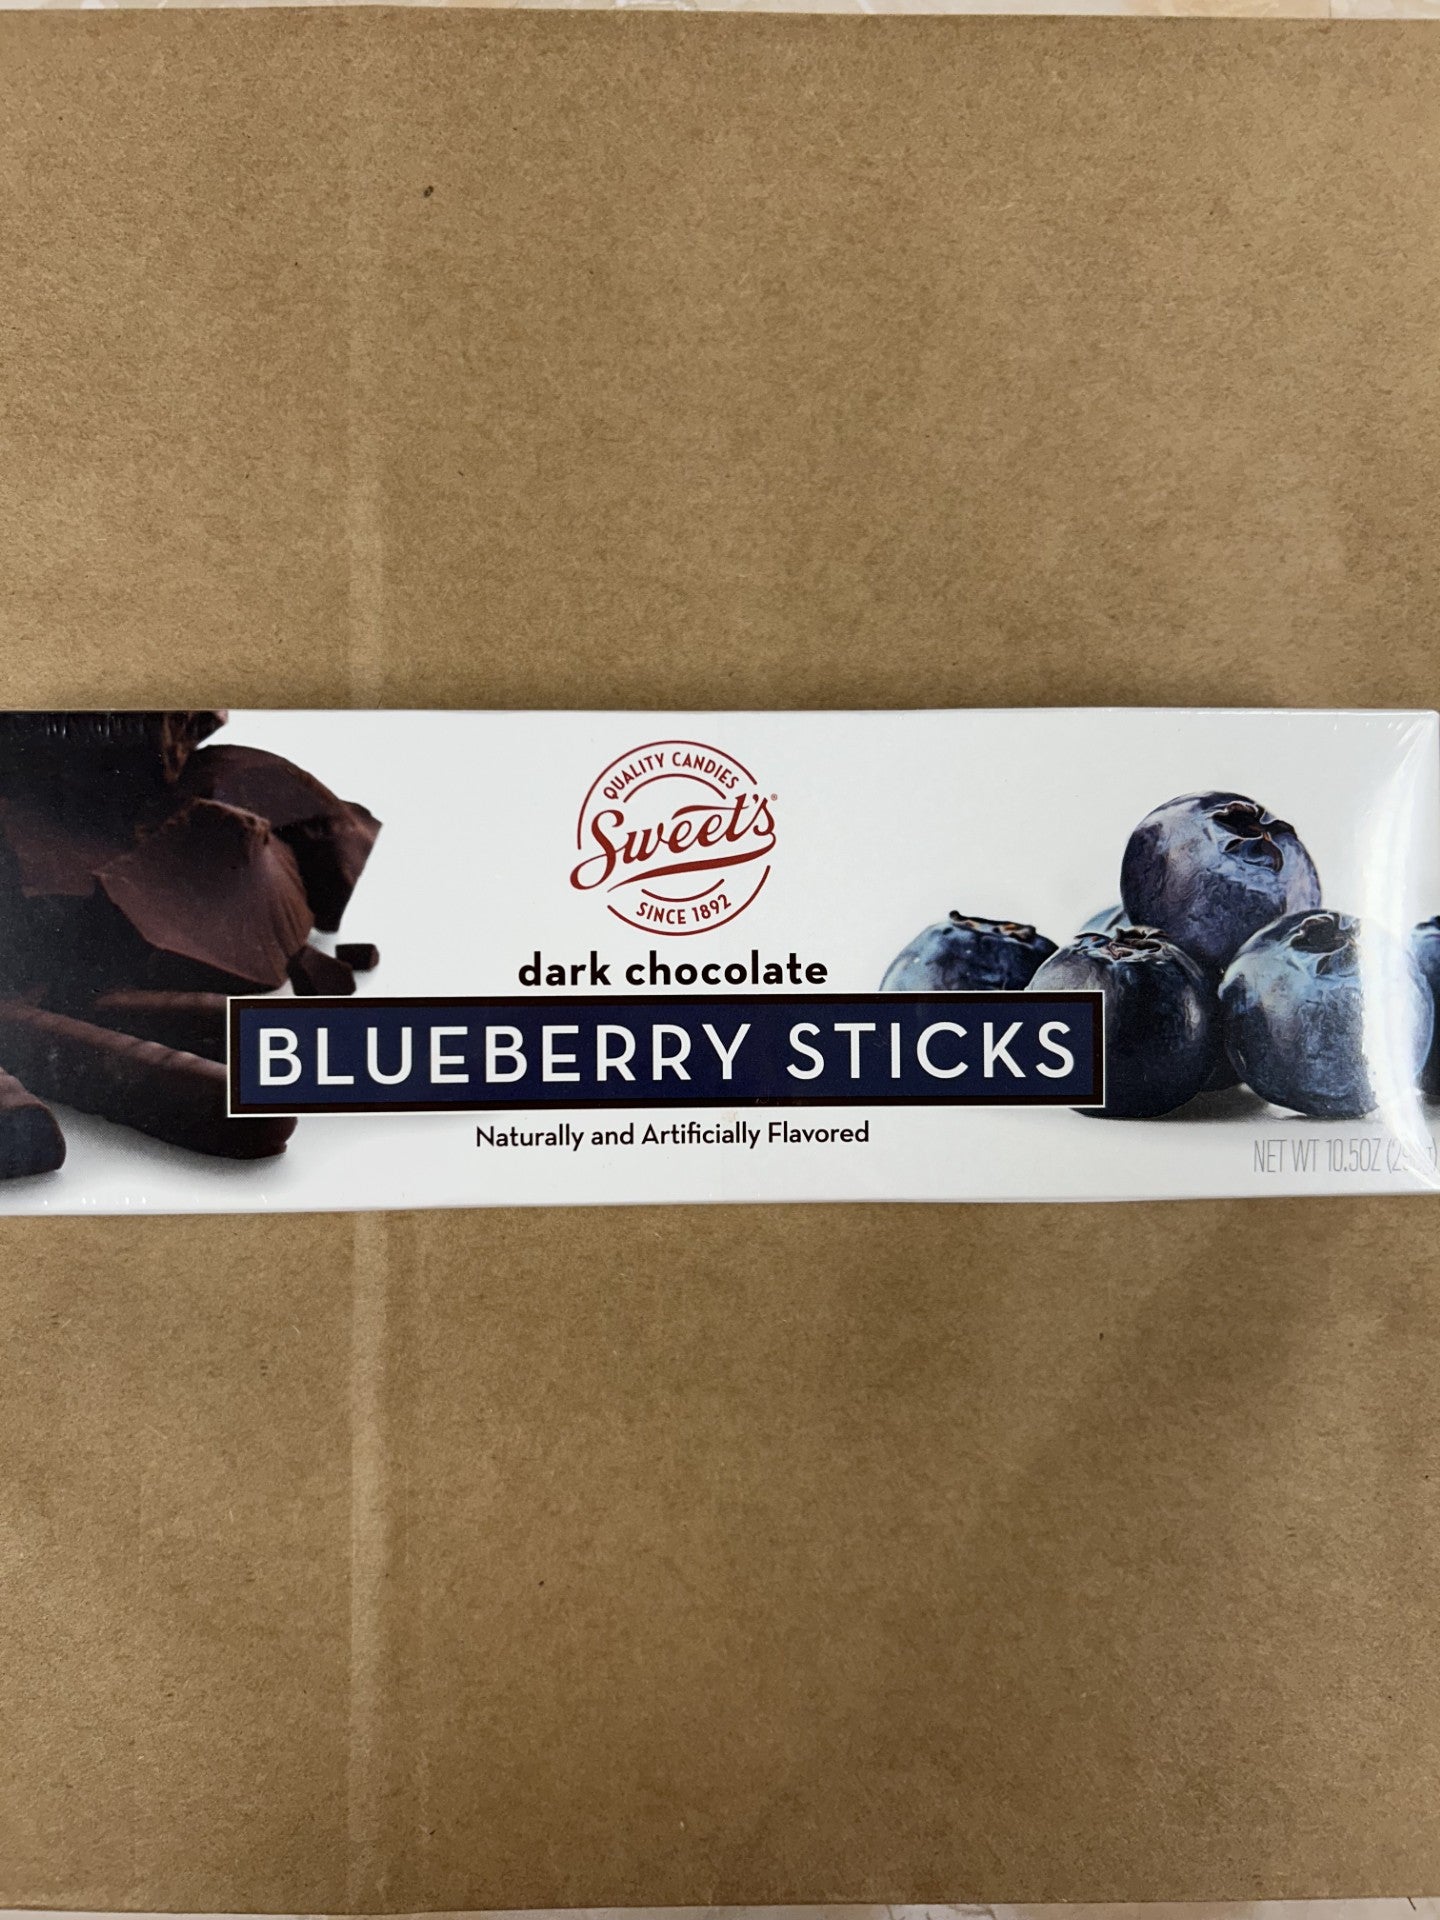 QUALITY CANDIES
Sweet's®
SINCE 1892
dark chocolate
BLUEBERRY STICKS
Naturally and Artificially Flavored
NET WT 10.5OZ